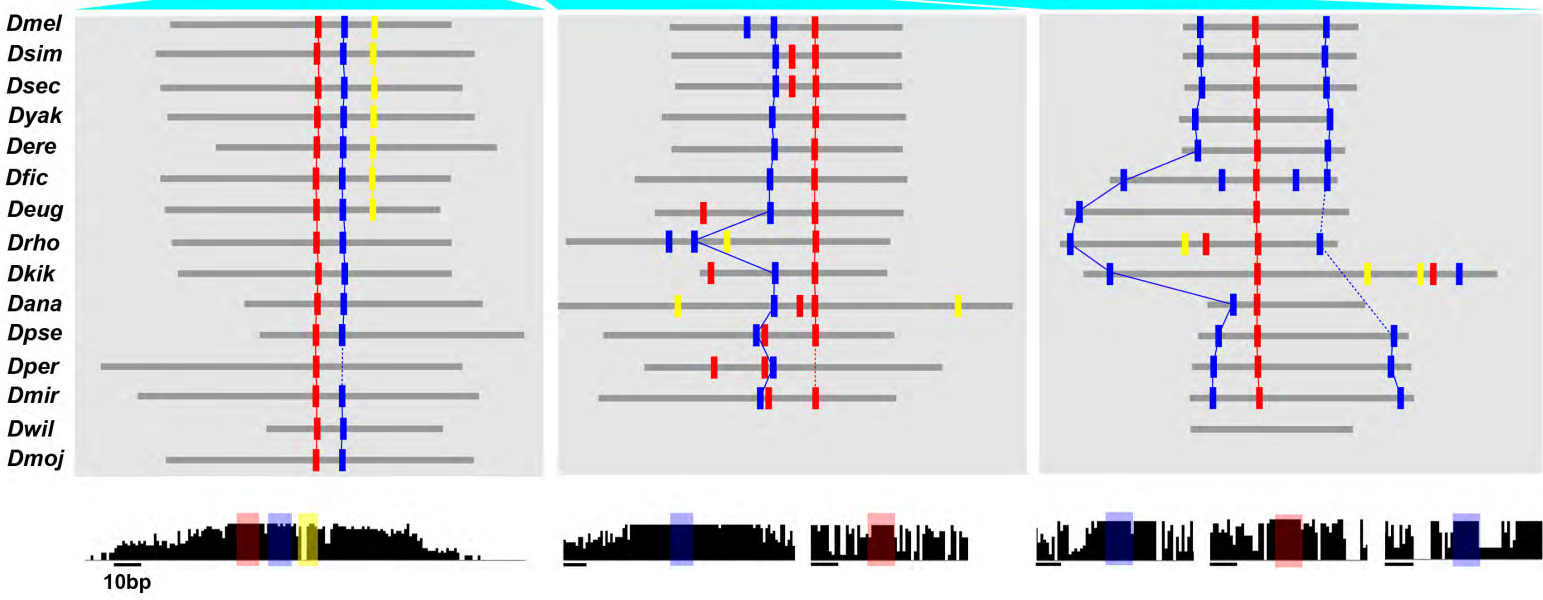 Dmel
Dsim
Dsec
Dyak
Dere
Dfic
Deug
Drho
Dkik
Dana
Dpse
Dper
Dmir
Dwil
Dmoj
10bp